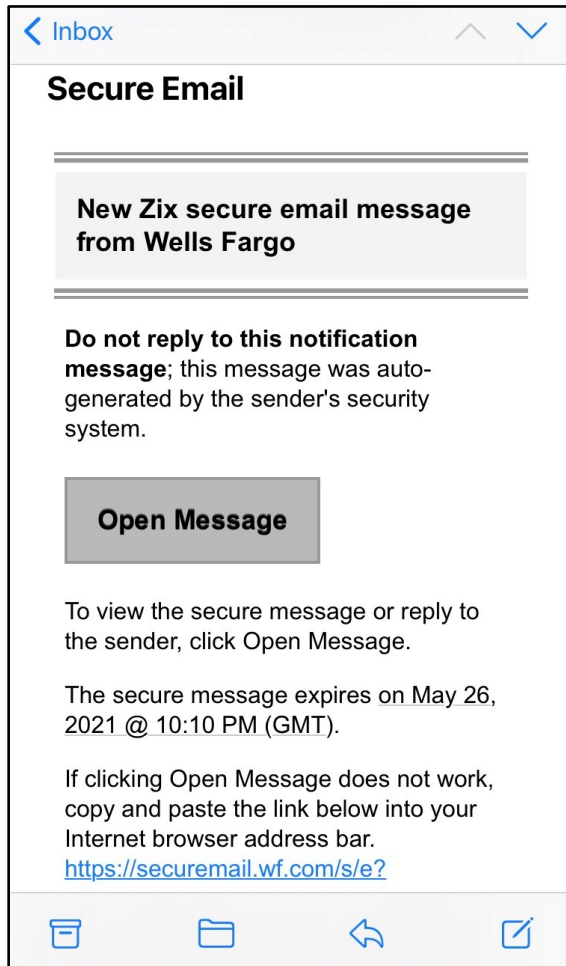 Inbox
Secure Email
New Zix secure email message
from Wells Fargo
Do not reply to this notification
message; this message was auto-
generated by the sender's security
system.
Open Message
To view the secure message or reply to
the sender, click Open Message.
The secure message expires on May 26,
2021 @ 10:10 PM (GMT).
If clicking Open Message does not work,
copy and paste the link below into your
Internet browser address bar.
https://securemail.wf.com/s/e?